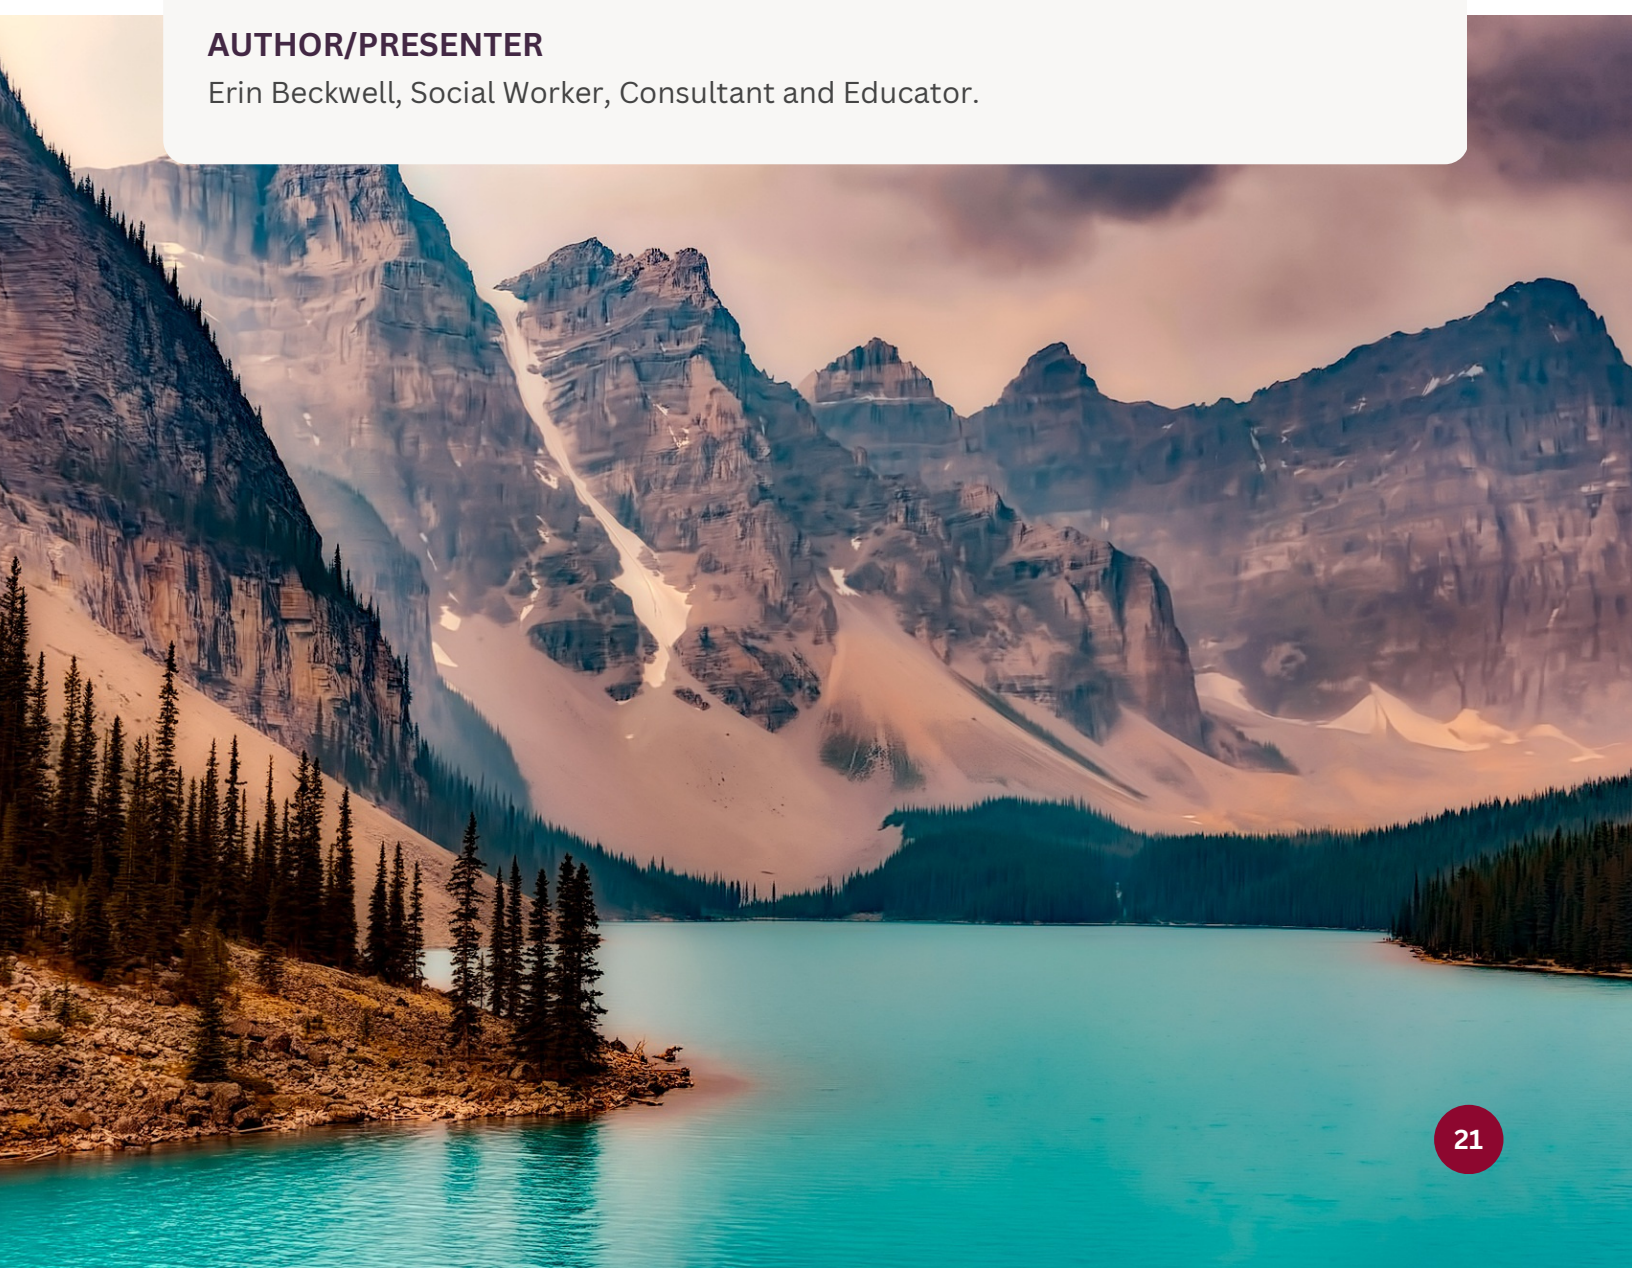 AUTHOR/PRESENTER
Erin Beckwell, Social Worker, Consultant and Educator.
21